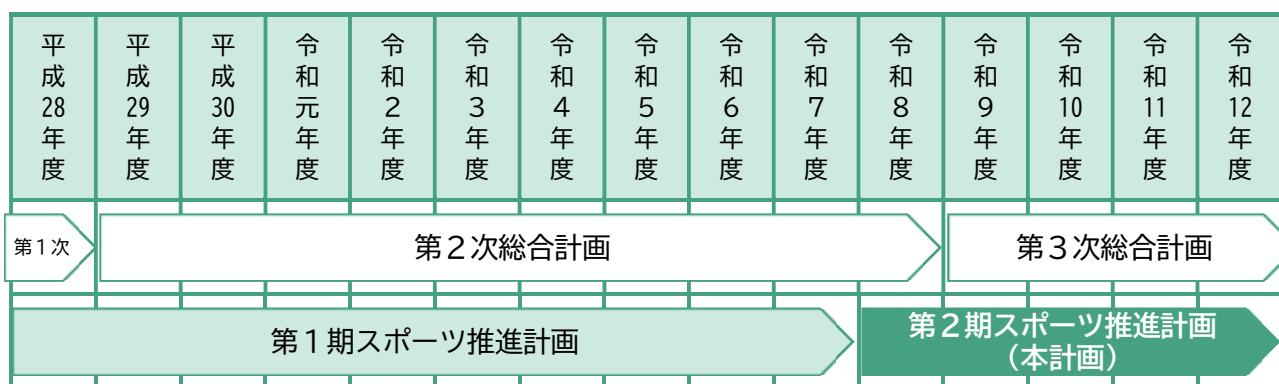 平成28年度
平成29年度
平成30年度
令和元年度
令和2年度
令和3年度
令和4年度
令和5年度
令和6年度
令和7年度
令和8年度
令和9年度
令和10年度
令和11年度
令和12年度
第1次
第2次総合計画
第3次総合計画
第1期スポーツ推進計画
第2期スポーツ推進計画
(本計画)